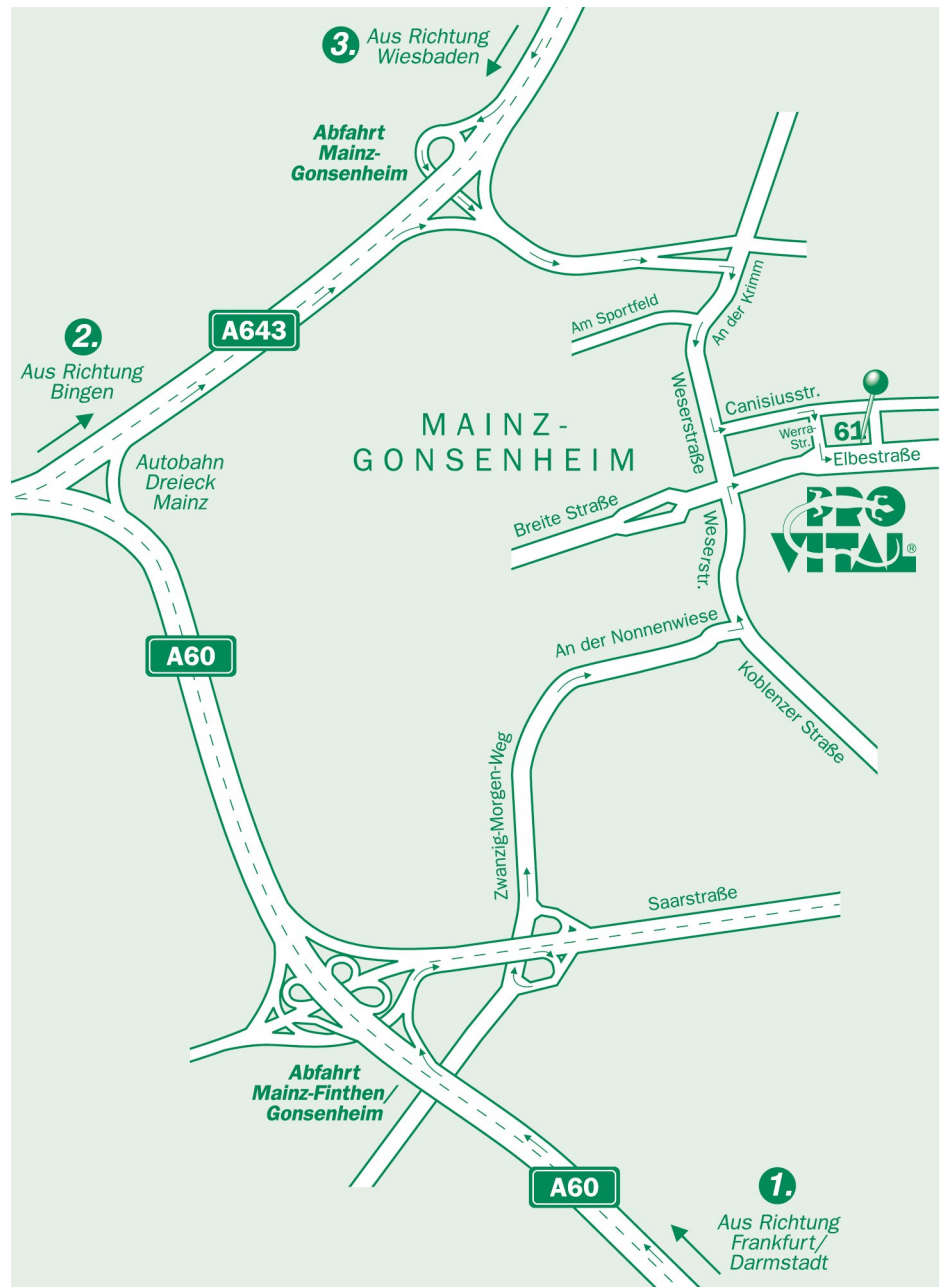 3.
Aus Richtung
Wiesbaden
Abfahrt
Mainz-
Gonsenheim
An der Krimm
Am Sportfeld
A643
2.
Aus Richtung
Bingen
Weserstraße
Canisiusstr.
Werra-
Str.
61
Elbestraße
MAINZ-
GONSENHEIM
Autobahn
Dreieck
Mainz
Breite Straße
Weserstr.
PRO
VITAL®
A60
An der Nonnenwiese
Koblenzer Straße
Zwanzig-Morgen-Weg
Saarstraße
Abfahrt
Mainz-Finthen/
Gonsenheim
A60
1.
Aus Richtung
Frankfurt/
Darmstadt